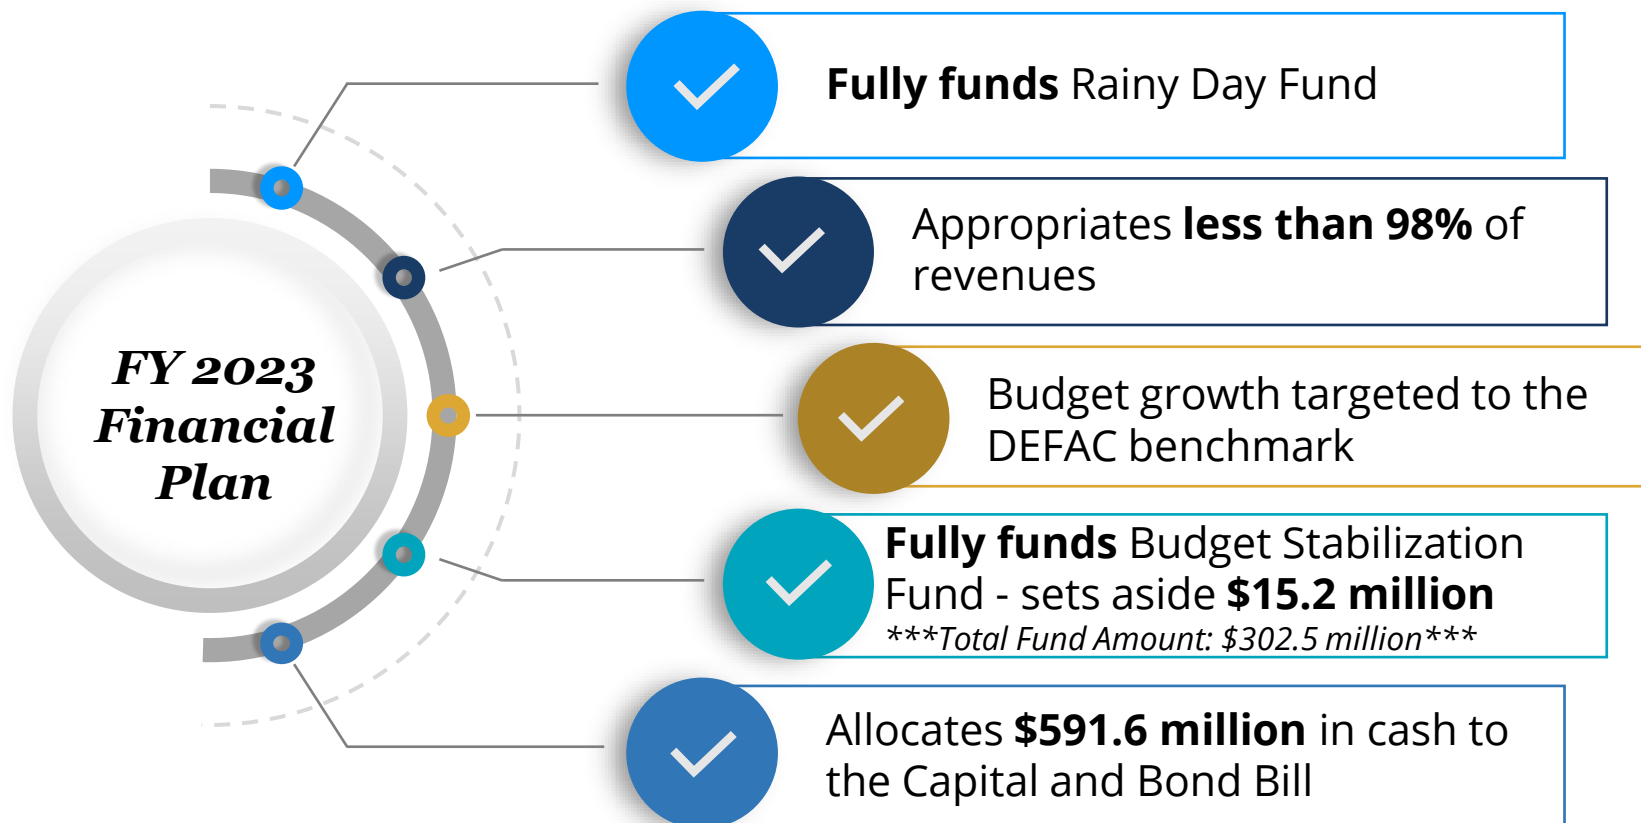 FY 2023
Financial
Plan
Fully funds Rainy Day Fund
Appropriates less than 98% of
revenues
Budget growth targeted to the
DEFAC benchmark
Fully funds Budget Stabilization
Fund - sets aside $15.2 million
***Total Fund Amount: $302.5 million***
Allocates $591.6 million in cash to
the Capital and Bond Bill